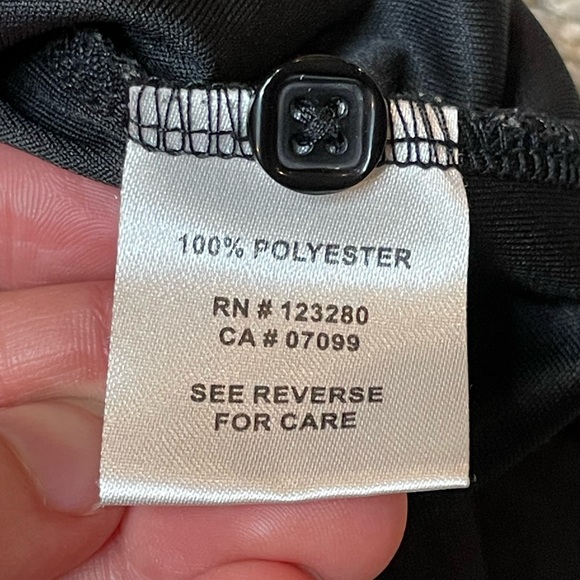 100% POLYESTER
RN # 123280
CA # 07099
SEE REVERSE
FOR CARE